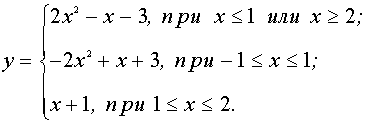 2x² − x − 3, при x ≤ 1 или x ≥ 2;
y = −2x² + x + 3, при −1 ≤ x ≤ 1;
x + 1, при 1 ≤ x ≤ 2.